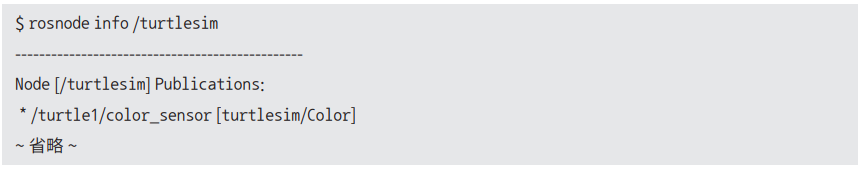 $ rosnode info /turtlesim
------------------------------------------------
Node [/turtlesim] Publications:
* /turtle1/color_sensor [turtlesim/Color]
~ 省略 ~